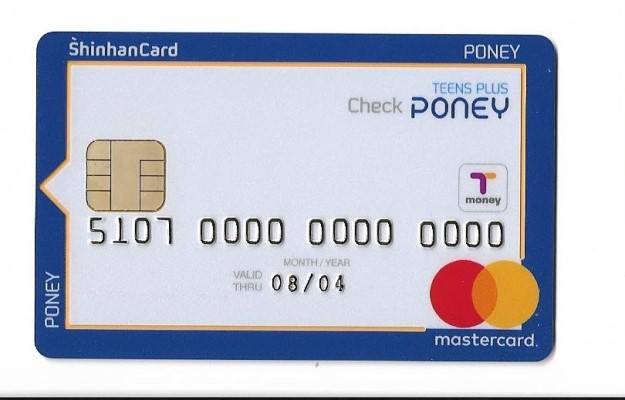 ShinhanCard
PONEY
TEENS PLUS
Check PONEY
T
money
5107 0000 0000 0000
MONTH / YEAR
VALID THRU 08/04
PONEY
mastercard.